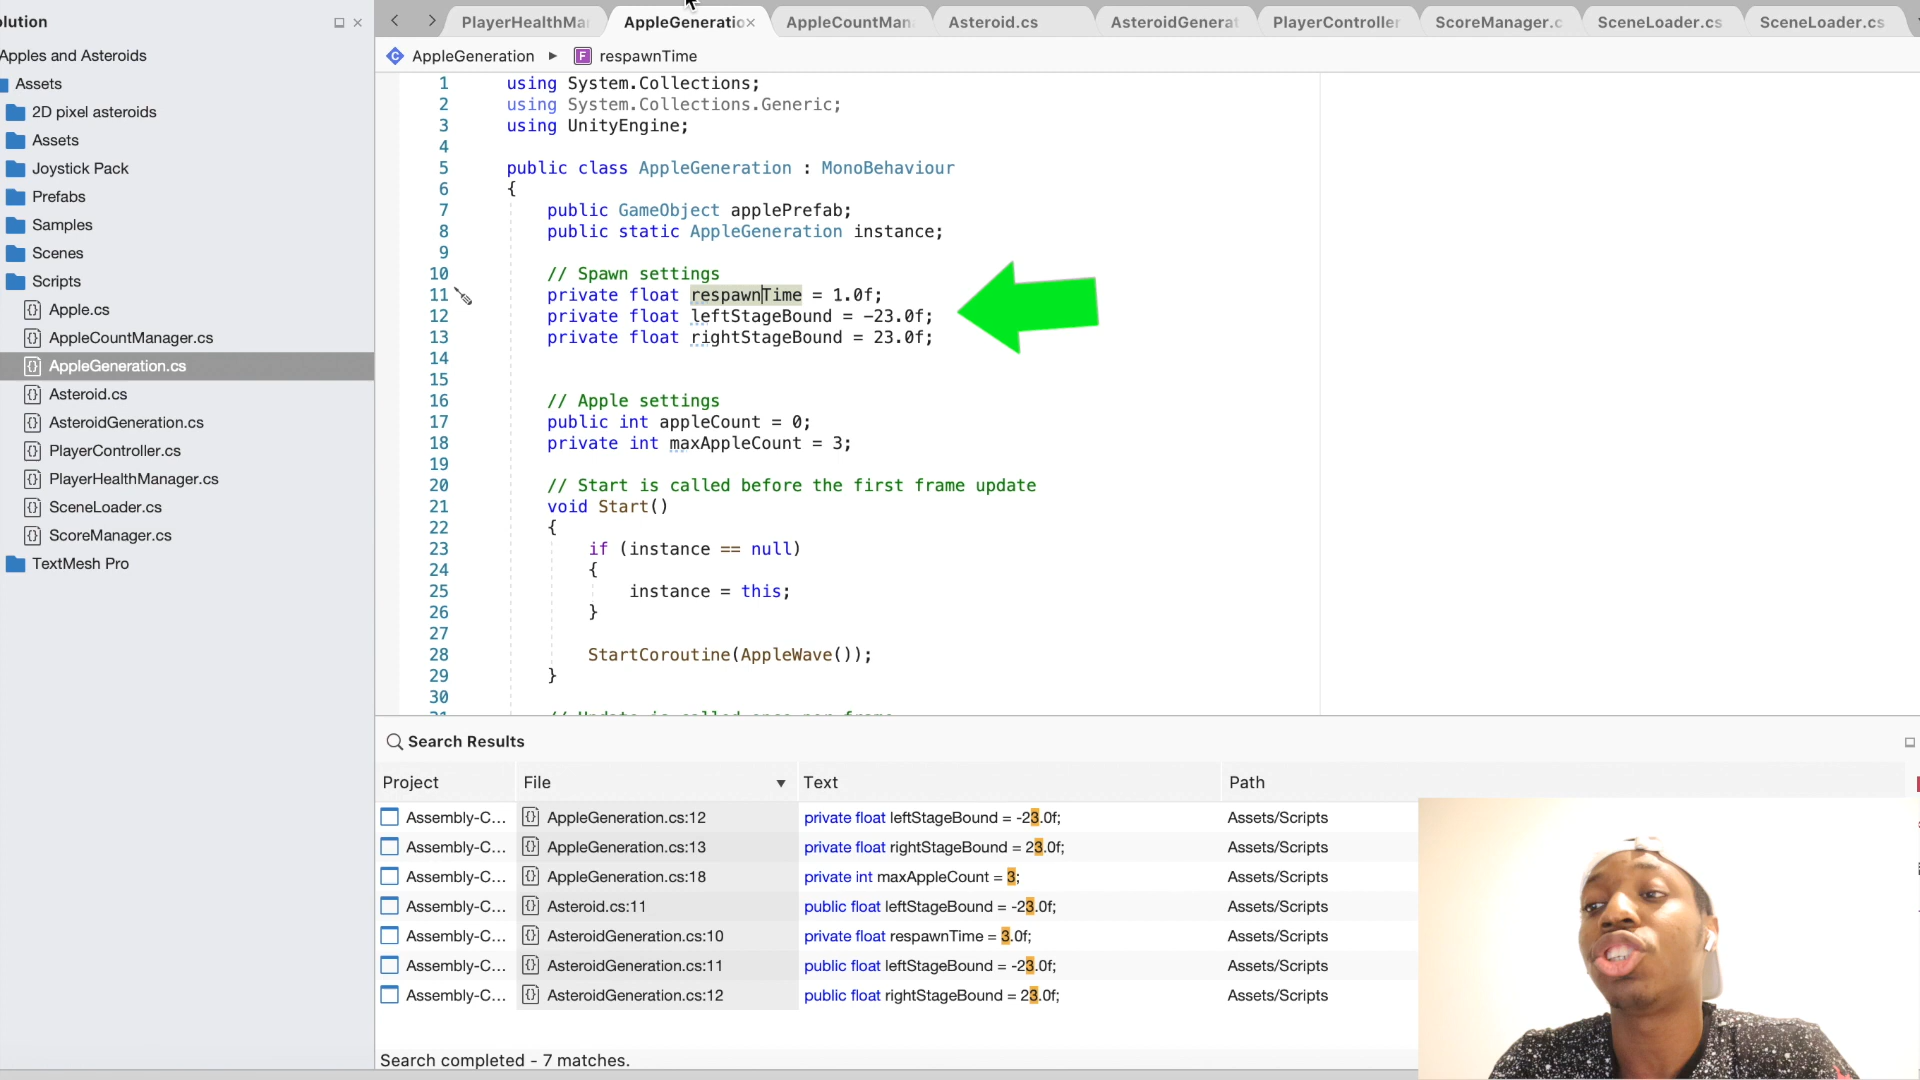 olution
Apples and Asteroids
Assets
2D pixel asteroids
Assets
Joystick Pack
Prefabs
Samples
Scenes
Scripts
Apple.cs
AppleCountManager.cs
AppleGeneration.cs
Asteroid.cs
AsteroidGeneration.cs
PlayerController.cs
PlayerHealthManager.cs
SceneLoader.cs
ScoreManager.cs
TextMesh Pro
PlayerHealthMa AppleGeneratio AppleCountMan Asteroid.cs AsteroidGenerat PlayerController ScoreManager.c SceneLoader.cs SceneLoader.cs
AppleGeneration F respawnTime
1 using System.Collections;
2 using System.Collections.Generic;
3 using UnityEngine;
4
5 public class AppleGeneration : MonoBehaviour
6 {
7 public GameObject applePrefab;
8 public static AppleGeneration instance;
9
10 // Spawn settings
11 private float respawnTime = 1.0f;
12 private float leftStageBound = -23.0f;
13 private float rightStageBound = 23.0f;
14
15
16 // Apple settings
17 public int appleCount = 0;
18 private int maxAppleCount = 3;
19
20 // Start is called before the first frame update
21 void Start()
22 {
23 if (instance == null)
24 {
25 instance = this;
26 }
27
28 StartCoroutine(AppleWave());
29 }
30
Search Results
Project File Text Path
Assembly-C... AppleGeneration.cs:12 private float leftStageBound = -23.0f; Assets/Scripts
Assembly-C... AppleGeneration.cs:13 private float rightStageBound = 23.0f; Assets/Scripts
Assembly-C... AppleGeneration.cs:18 private int maxAppleCount = 3; Assets/Scripts
Assembly-C... Asteroid.cs:11 public float leftStageBound = -23.0f; Assets/Scripts
Assembly-C... AsteroidGeneration.cs:10 private float respawnTime = 3.0f; Assets/Scripts
Assembly-C... AsteroidGeneration.cs:11 public float leftStageBound = -23.0f; Assets/Scripts
Assembly-C... AsteroidGeneration.cs:12 public float rightStageBound = 23.0f; Assets/Scripts
Search completed - 7 matches.